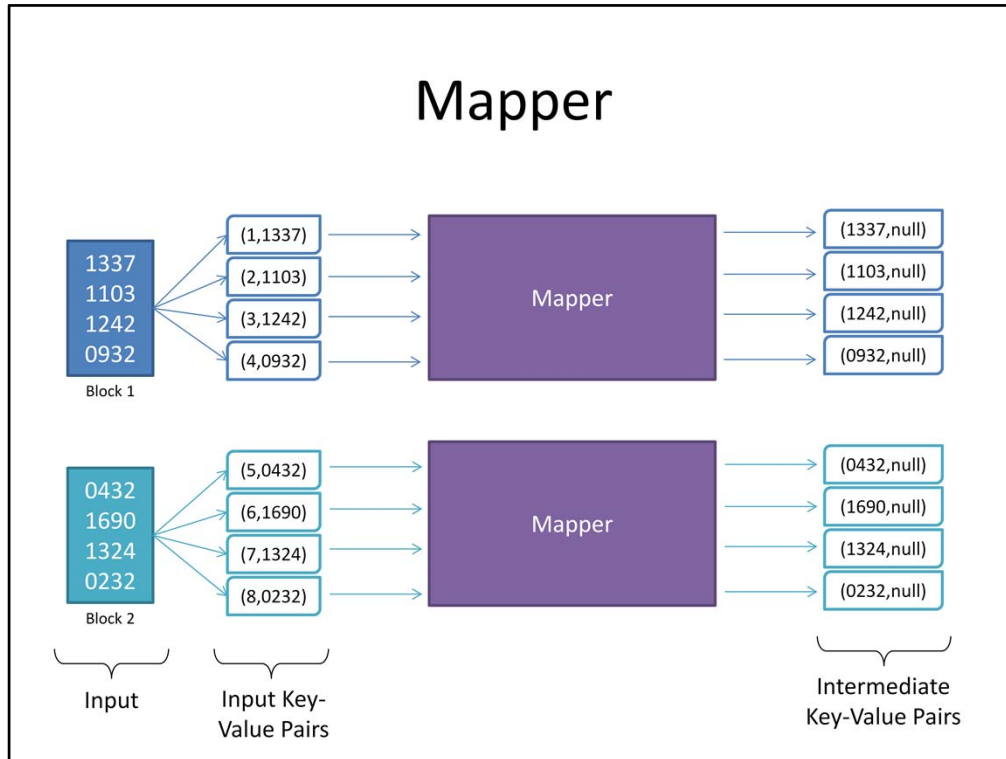 Mapper
1337
1103
1242
0932
Block 1
(1,1337)
(2,1103)
(3,1242)
(4,0932)
Mapper
(1337,null)
(1103,null)
(1242,null)
(0932,null)
0432
1690
1324
0232
Block 2
(5,0432)
(6,1690)
(7,1324)
(8,0232)
Mapper
(0432,null)
(1690,null)
(1324,null)
(0232,null)
Input
Input Key-
Value Pairs
Intermediate
Key-Value Pairs